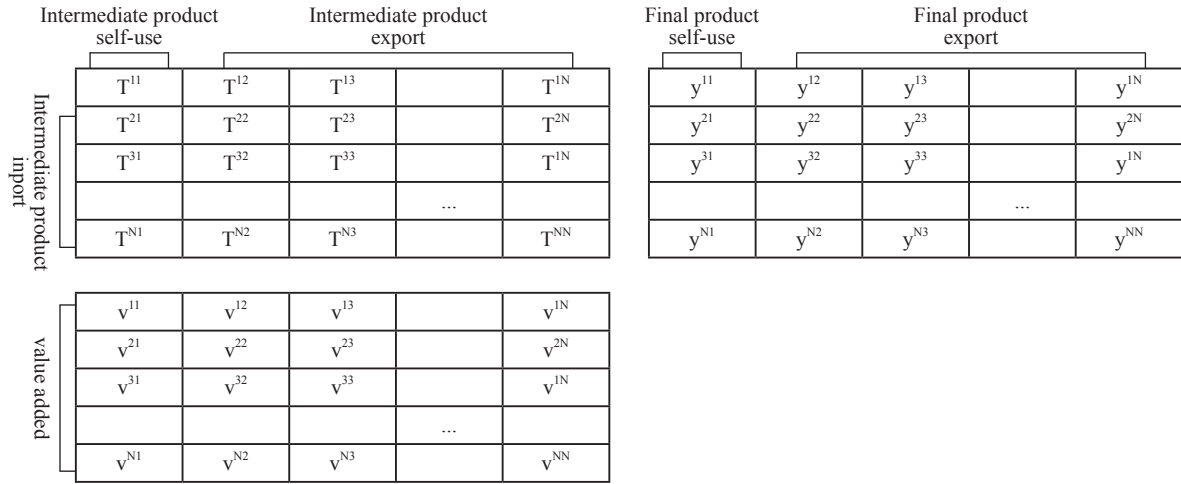 Intermediate product
self-use
Intermediate product
export
Final product
self-use
Final product
export
Intermediate product
inport
T¹¹ T¹² T¹³ T¹ᴺ
T²¹ T²² T²³ T²ᴺ
T³¹ T³² T³³ T¹ᴺ
...
Tᴺ¹ Tᴺ² Tᴺ³ Tᴺᴺ
y¹¹ y¹² y¹³ y¹ᴺ
y²¹ y²² y²³ y²ᴺ
y³¹ y³² y³³ y¹ᴺ
...
yᴺ¹ yᴺ² yᴺ³ yᴺᴺ
value added
v¹¹ v¹² v¹³ v¹ᴺ
v²¹ v²² v²³ v²ᴺ
v³¹ v³² v³³ v¹ᴺ
...
vᴺ¹ vᴺ² vᴺ³ vᴺᴺ